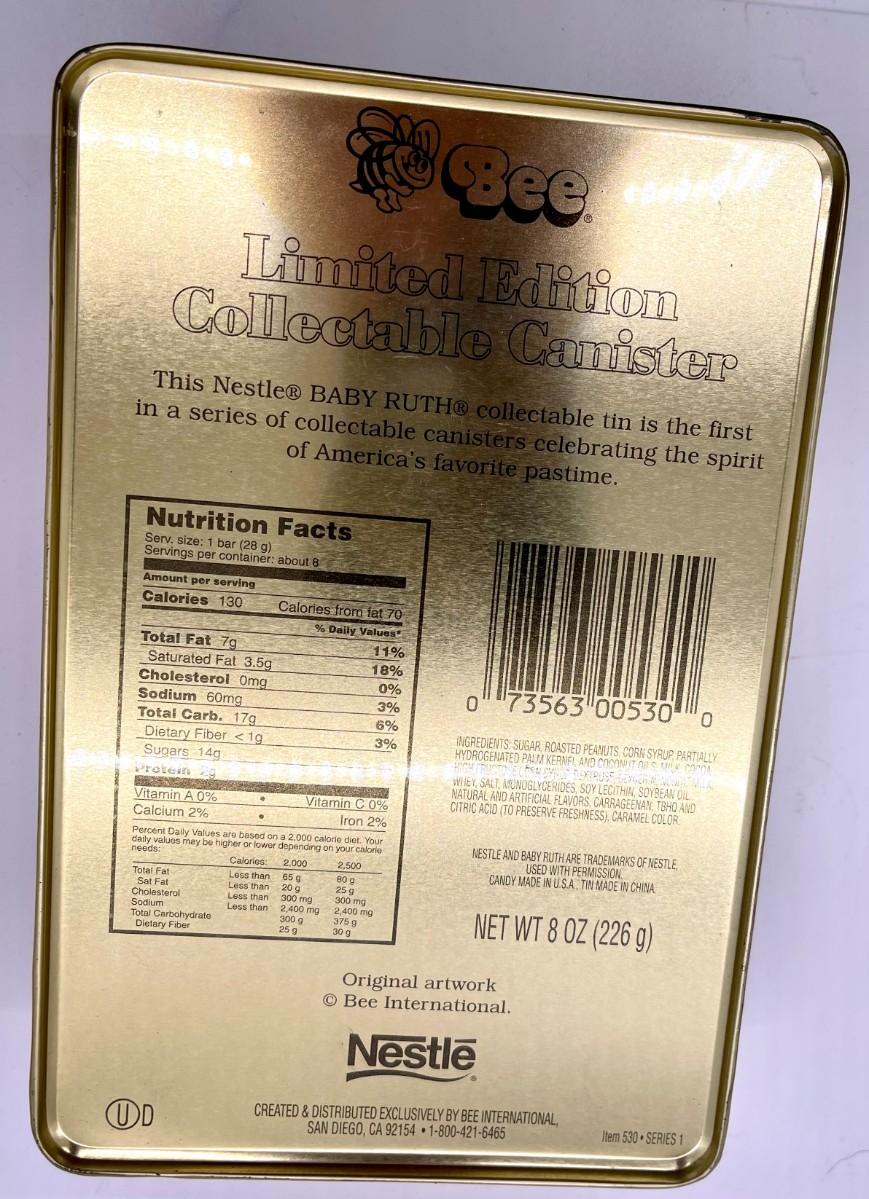 Bee®
Limited Edition
Collectable Canister
This Nestle® BABY RUTH® collectable tin is the first
in a series of collectable canisters celebrating the spirit
of America's favorite pastime.
Nutrition Facts
Serv. size: 1 bar (28 g)
Servings per container: about 8
Amount per serving
Calories 130 Calories from fat 70
% Daily Values*
Total Fat 7g 11%
Saturated Fat 3.5g 18%
Cholesterol 0mg 0%
Sodium 60mg 3%
Total Carb. 17g 6%
Dietary Fiber < 1g 3%
Sugars 14g
Protein 2g
Vitamin A 0% • Vitamin C 0%
Calcium 2% • Iron 2%
Percent Daily Values are based on a 2,000 calorie diet. Your
daily values may be higher or lower depending on your calorie
needs:
Calories: 2,000 2,500
Total Fat Less than 65 g 80 g
Sat Fat Less than 20 g 25 g
Cholesterol Less than 300 mg 300 mg
Sodium Less than 2,400 mg 2,400 mg
Total Carbohydrate 300 g 375 g
Dietary Fiber 25 g 30 g
0 73563 00530 0
INGREDIENTS: SUGAR, ROASTED PEANUTS, CORN SYRUP, PARTIALLY
HYDROGENATED PALM KERNEL AND COCONUT OILS, MILK, COCOA,
HIGH FRUCTOSE CORN SYRUP, DEXTROSE, MILK,
WHEY, SALT, MONOGLYCERIDES, SOY LECITHIN, SOYBEAN OIL,
NATURAL AND ARTIFICIAL FLAVORS, CARRAGEENAN, TBHQ AND
CITRIC ACID (TO PRESERVE FRESHNESS), CARAMEL COLOR.
NESTLE AND BABY RUTH ARE TRADEMARKS OF NESTLE,
USED WITH PERMISSION.
CANDY MADE IN U.S.A., TIN MADE IN CHINA.
NET WT 8 OZ (226 g)
Original artwork
© Bee International.
Nestlē®
U D
CREATED & DISTRIBUTED EXCLUSIVELY BY BEE INTERNATIONAL,
SAN DIEGO, CA 92154 • 1-800-421-6465
Item 530 • SERIES 1